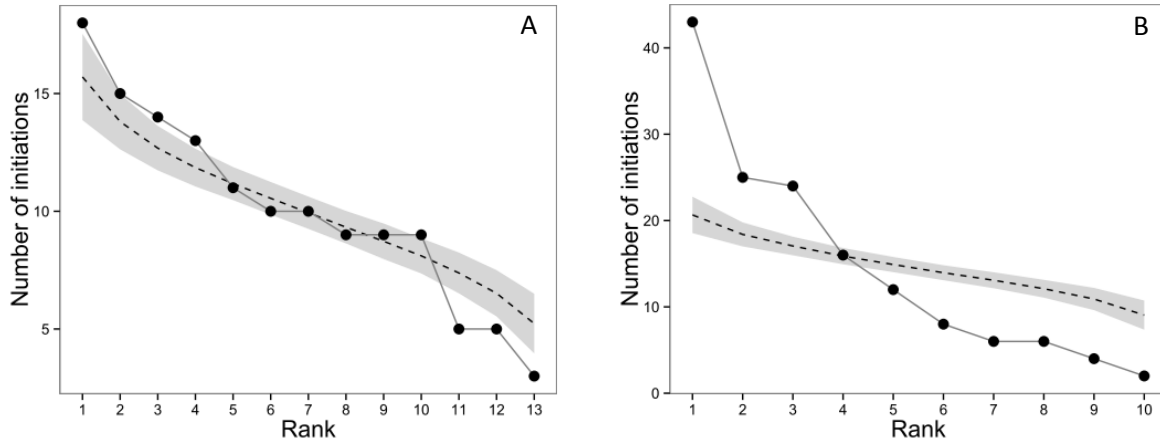 A
Number of initiations
15
10
5
1 2 3 4 5 6 7 8 9 10 11 12 13
Rank
B
Number of initiations
40
30
20
10
0
1 2 3 4 5 6 7 8 9 10
Rank